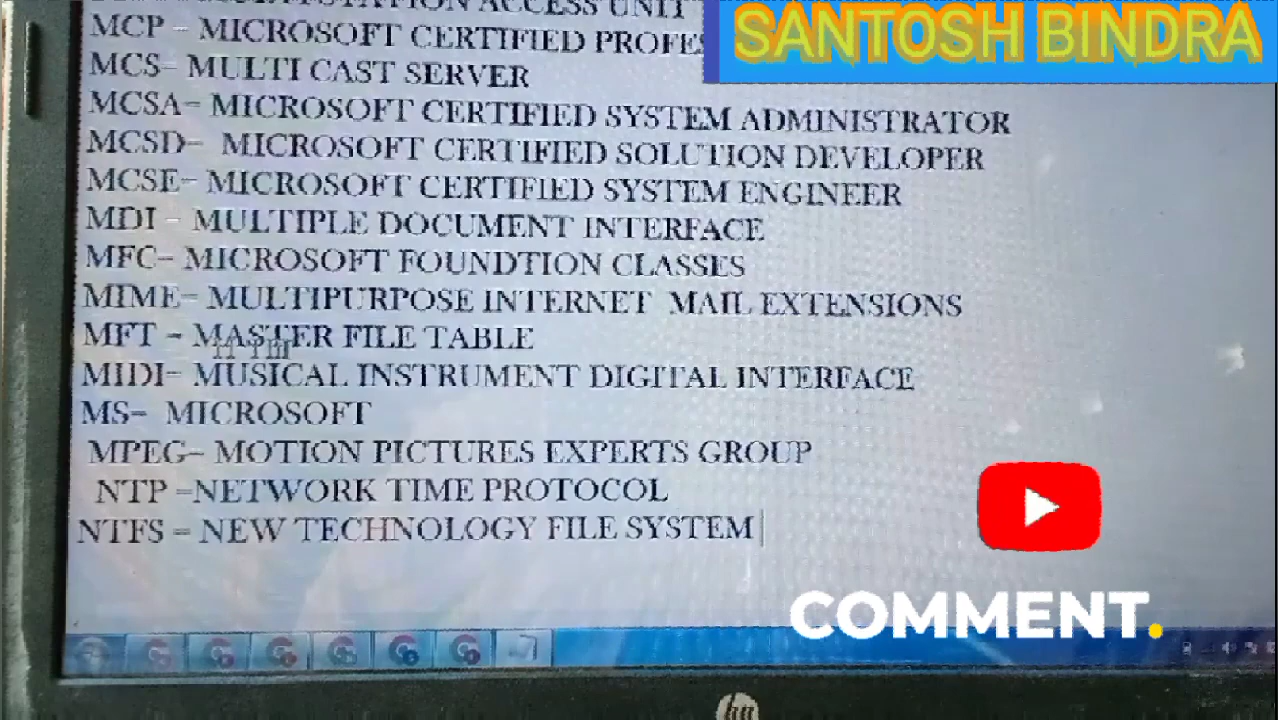 ACCESS UNIT
SANTOSH BINDRA
MCP - MICROSOFT CERTIFIED
MCS- MULTI CAST SERVER
MCSA- MICROSOFT CERTIFIED SYSTEM ADMINISTRATOR
MCSD- MICROSOFT CERTIFIED SOLUTION DEVELOPER
MCSE- MICROSOFT CERTIFIED SYSTEM ENGINEER
MDI - MULTIPLE DOCUMENT INTERFACE
MFC- MICROSOFT FOUNDTION CLASSES
MIME- MULTIPURPOSE INTERNET MAIL EXTENSIONS
MFT - MASTER FILE TABLE
MIDI- MUSICAL INSTRUMENT DIGITAL INTERFACE
MS- MICROSOFT
MPEG- MOTION PICTURES EXPERTS GROUP
NTP -NETWORK TIME PROTOCOL
NTFS - NEW TECHNOLOGY FILE SYSTEM
COMMENT.
hp